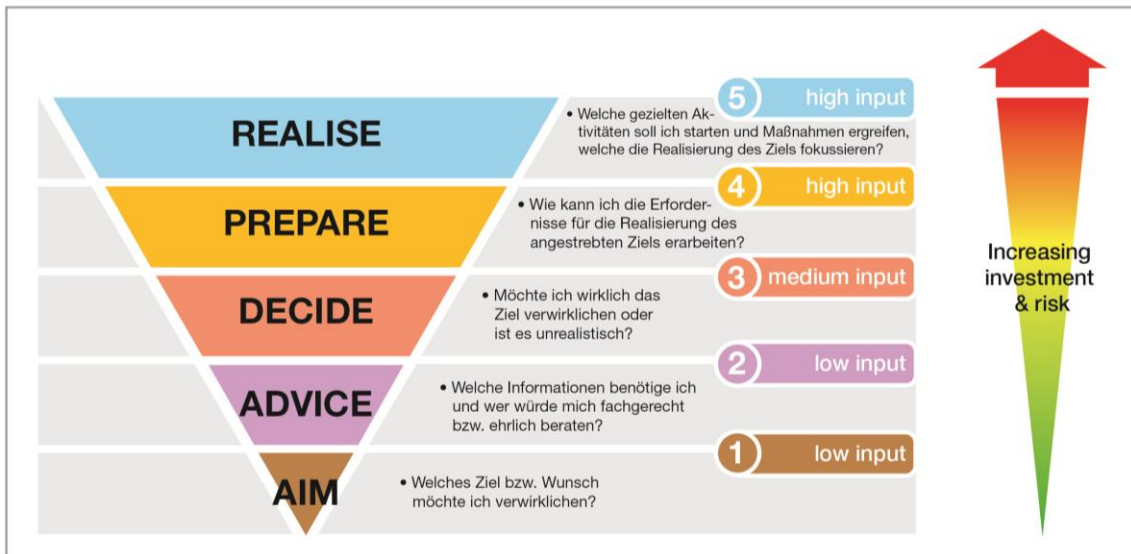 REALISE
5 high input
• Welche gezielten Ak-
tivitäten soll ich starten und Maßnahmen ergreifen,
welche die Realisierung des Ziels fokussieren?
PREPARE
4 high input
• Wie kann ich die Erforder-
nisse für die Realisierung des
angestrebten Ziels erarbeiten?
DECIDE
3 medium input
• Möchte ich wirklich das
Ziel verwirklichen oder
ist es unrealistisch?
ADVICE
2 low input
• Welche Informationen benötige ich
und wer würde mich fachgerecht
bzw. ehrlich beraten?
AIM
1 low input
• Welches Ziel bzw. Wunsch
möchte ich verwirklichen?
Increasing
investment
& risk